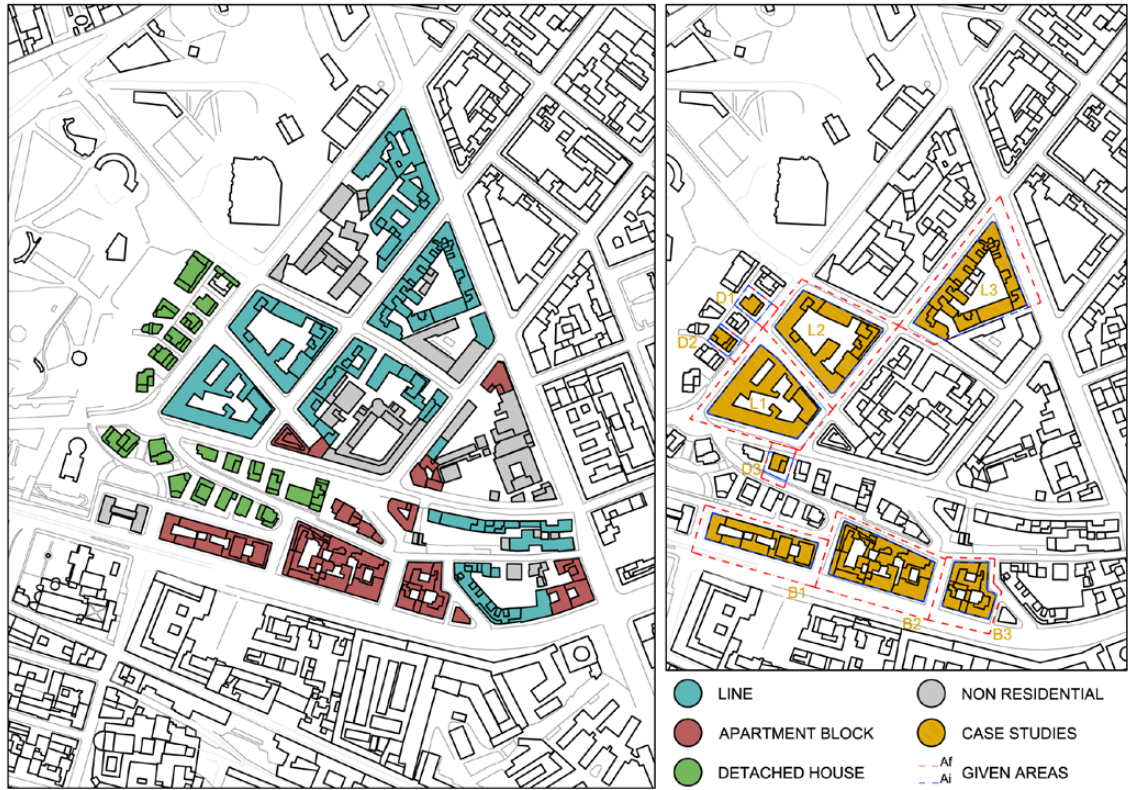 D1
L3
L2
D2
L1
D3
B1
B2
B3
LINE
APARTMENT BLOCK
DETACHED HOUSE
NON RESIDENTIAL
CASE STUDIES
Af
Ai GIVEN AREAS